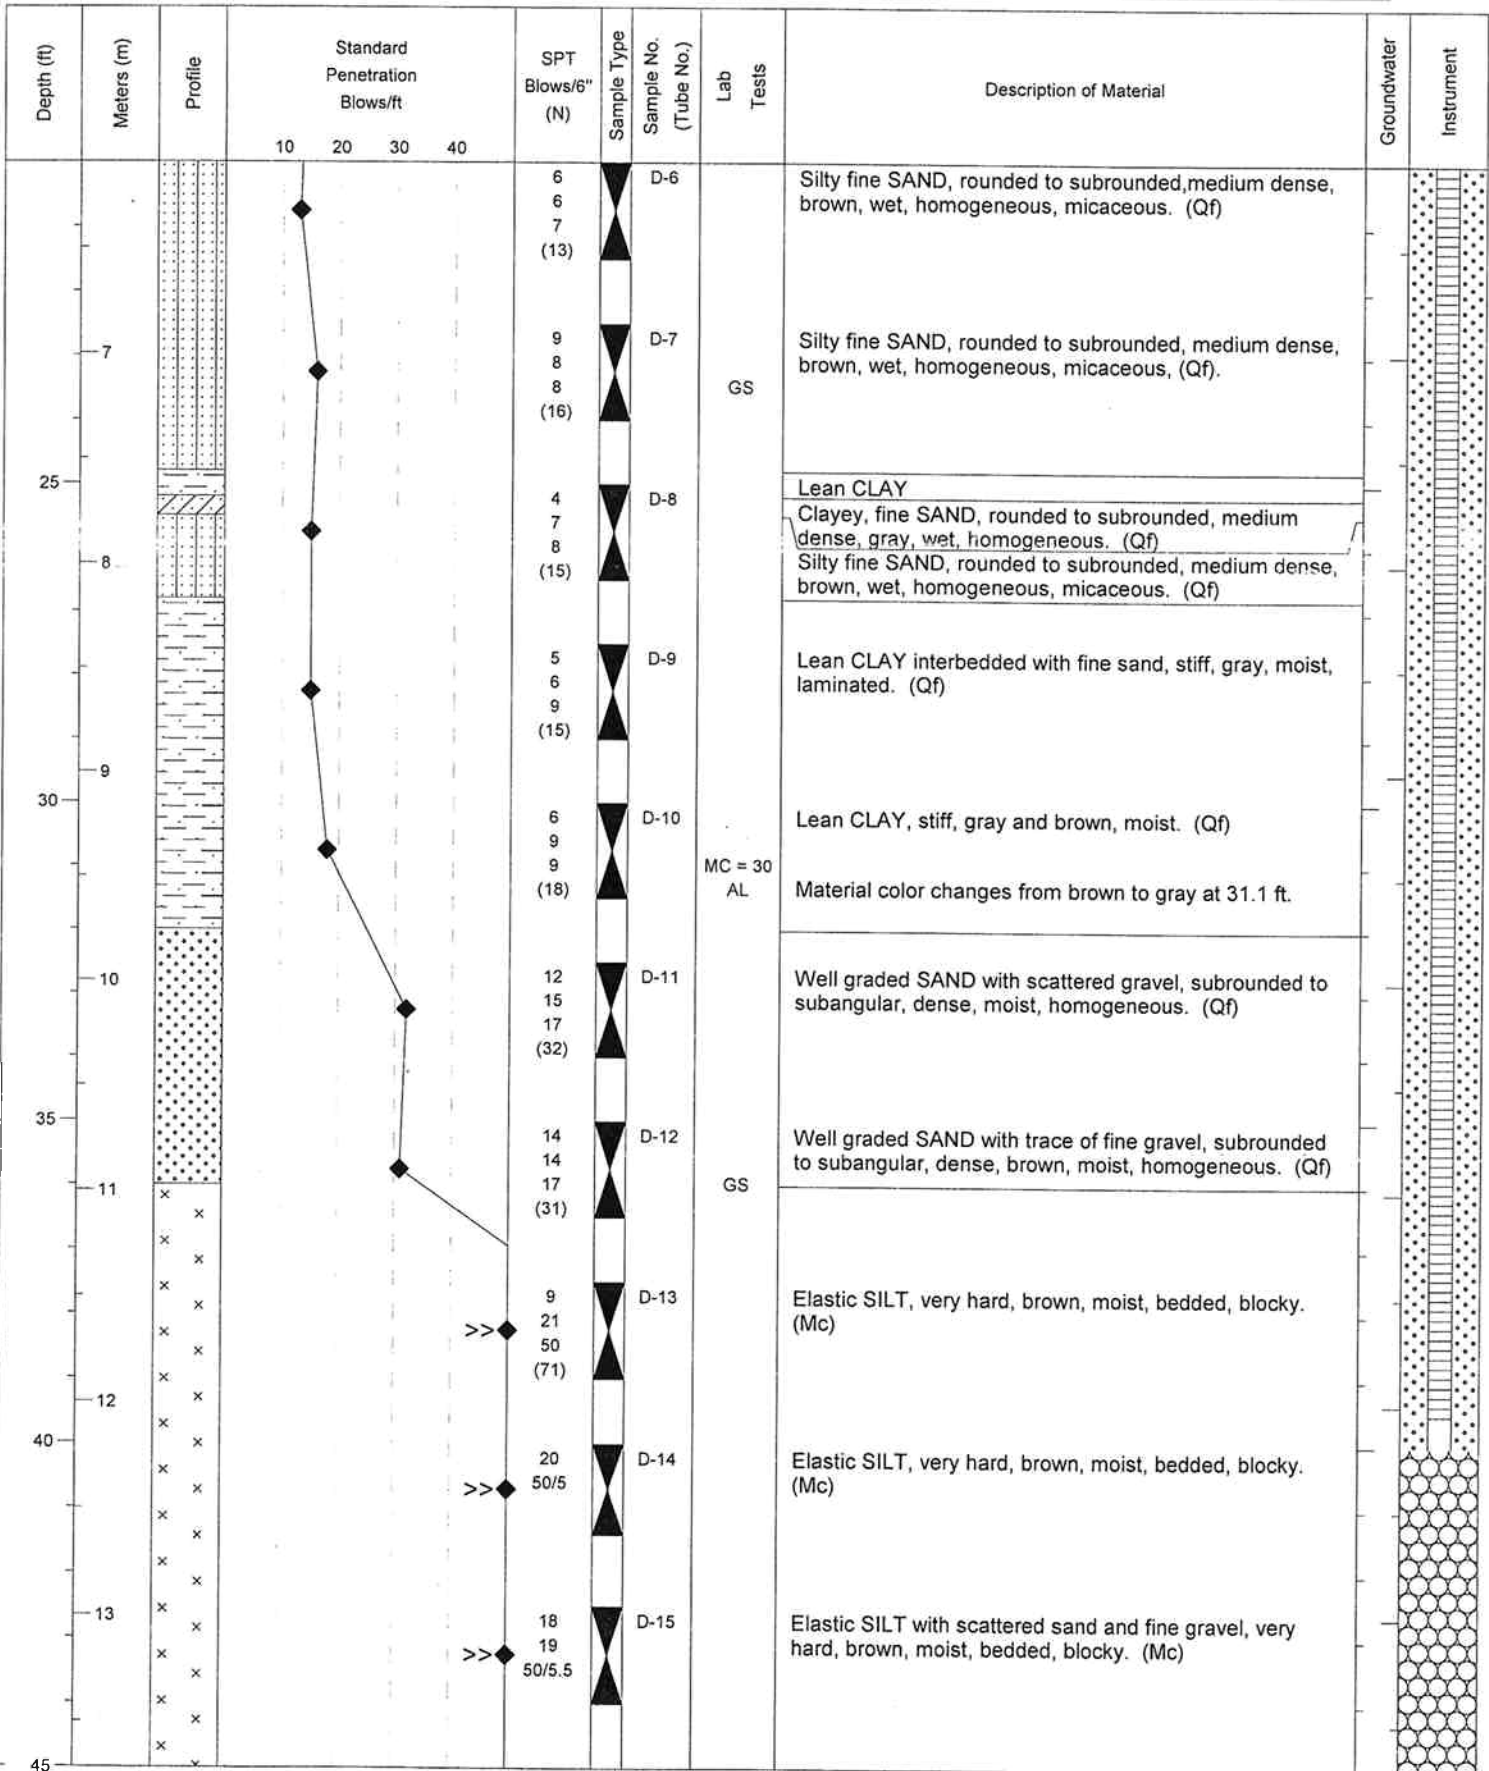 Depth (ft)
Meters (m)
Profile
Standard
Penetration
Blows/ft
10 20 30 40
SPT
Blows/6"
(N)
Sample Type
Sample No.
(Tube No.)
Lab
Tests
Description of Material
Groundwater
Instrument
6
6
7
(13)
D-6
Silty fine SAND, rounded to subrounded,medium dense,
brown, wet, homogeneous, micaceous. (Qf)
7
9
8
8
(16)
D-7
GS
Silty fine SAND, rounded to subrounded, medium dense,
brown, wet, homogeneous, micaceous, (Qf).
25
Lean CLAY
4
7
8
(15)
D-8
Clayey, fine SAND, rounded to subrounded, medium
dense, gray, wet, homogeneous. (Qf)
8
Silty fine SAND, rounded to subrounded, medium dense,
brown, wet, homogeneous, micaceous. (Qf)
5
6
9
(15)
D-9
Lean CLAY interbedded with fine sand, stiff, gray, moist,
laminated. (Qf)
9
30
6
9
9
(18)
D-10
MC = 30
AL
Lean CLAY, stiff, gray and brown, moist. (Qf)
Material color changes from brown to gray at 31.1 ft.
10
12
15
17
(32)
D-11
Well graded SAND with scattered gravel, subrounded to
subangular, dense, moist, homogeneous. (Qf)
35
14
14
17
(31)
D-12
GS
Well graded SAND with trace of fine gravel, subrounded
to subangular, dense, brown, moist, homogeneous. (Qf)
11
>>
9
21
50
(71)
D-13
Elastic SILT, very hard, brown, moist, bedded, blocky.
(Mc)
12
40
>>
20
50/5
D-14
Elastic SILT, very hard, brown, moist, bedded, blocky.
(Mc)
13
>>
18
19
50/5.5
D-15
Elastic SILT with scattered sand and fine gravel, very
hard, brown, moist, bedded, blocky. (Mc)
45